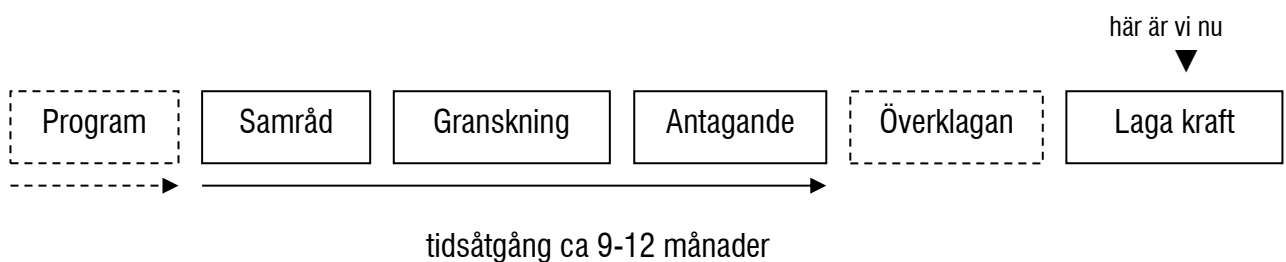 här är vi nu
Program
Samråd
Granskning
Antagande
Överklagan
Laga kraft
tidsåtgång ca 9-12 månader